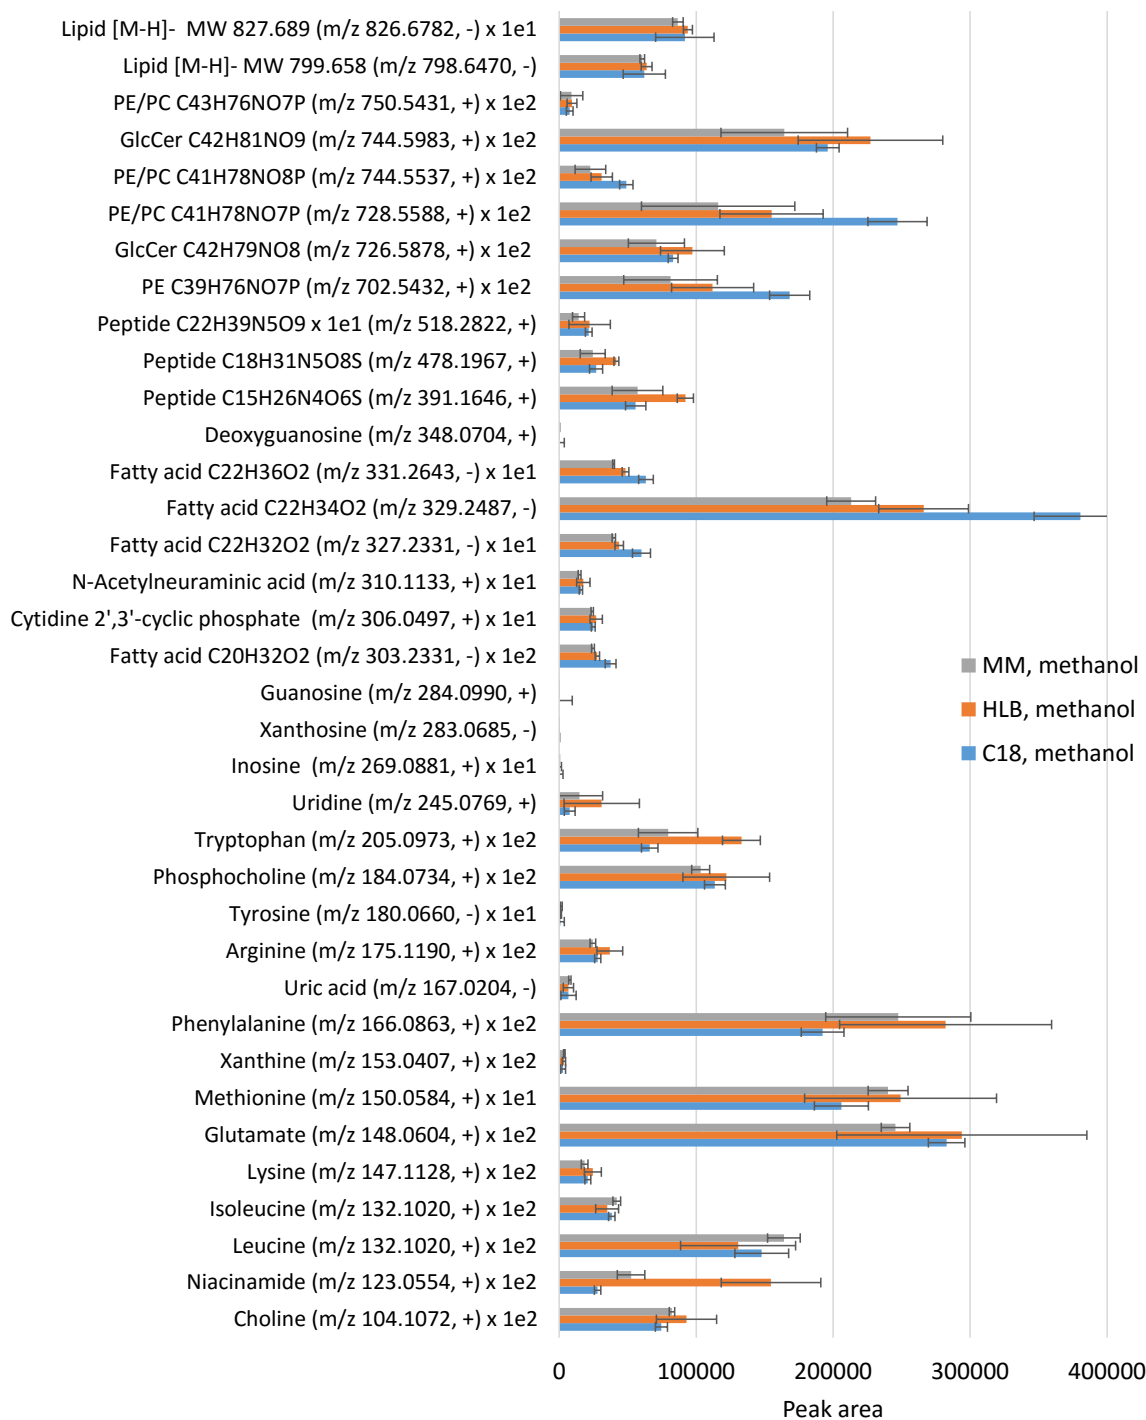 Lipid [M-H]-  MW 827.689 (m/z 826.6782, -) x 1e1
Lipid [M-H]- MW 799.658 (m/z 798.6470, -)
PE/PC C43H76NO7P (m/z 750.5431, +) x 1e2
GlcCer C42H81NO9 (m/z 744.5983, +) x 1e2
PE/PC C41H78NO8P (m/z 744.5537, +) x 1e2
PE/PC C41H78NO7P (m/z 728.5588, +) x 1e2
GlcCer C42H79NO8 (m/z 726.5878, +) x 1e2
PE C39H76NO7P (m/z 702.5432, +) x 1e2
Peptide C22H39N5O9 x 1e1 (m/z 518.2822, +)
Peptide C18H31N5O8S (m/z 478.1967, +)
Peptide C15H26N4O6S (m/z 391.1646, +)
Deoxyguanosine (m/z 348.0704, +)
Fatty acid C22H36O2 (m/z 331.2643, -) x 1e1
Fatty acid C22H34O2 (m/z 329.2487, -)
Fatty acid C22H32O2 (m/z 327.2331, -) x 1e1
N-Acetylneuraminic acid (m/z 310.1133, +) x 1e1
Cytidine 2',3'-cyclic phosphate  (m/z 306.0497, +) x 1e1
Fatty acid C20H32O2 (m/z 303.2331, -) x 1e2
Guanosine (m/z 284.0990, +)
Xanthosine (m/z 283.0685, -)
Inosine  (m/z 269.0881, +) x 1e1
Uridine (m/z 245.0769, +)
Tryptophan (m/z 205.0973, +) x 1e2
Phosphocholine (m/z 184.0734, +) x 1e2
Tyrosine (m/z 180.0660, -) x 1e1
Arginine (m/z 175.1190, +) x 1e2
Uric acid (m/z 167.0204, -)
Phenylalanine (m/z 166.0863, +) x 1e2
Xanthine (m/z 153.0407, +) x 1e2
Methionine (m/z 150.0584, +) x 1e1
Glutamate (m/z 148.0604, +) x 1e2
Lysine (m/z 147.1128, +) x 1e2
Isoleucine (m/z 132.1020, +) x 1e2
Leucine (m/z 132.1020, +) x 1e2
Niacinamide (m/z 123.0554, +) x 1e2
Choline (m/z 104.1072, +) x 1e2
MM, methanol
HLB, methanol
C18, methanol
0 100000 200000 300000 400000
Peak area